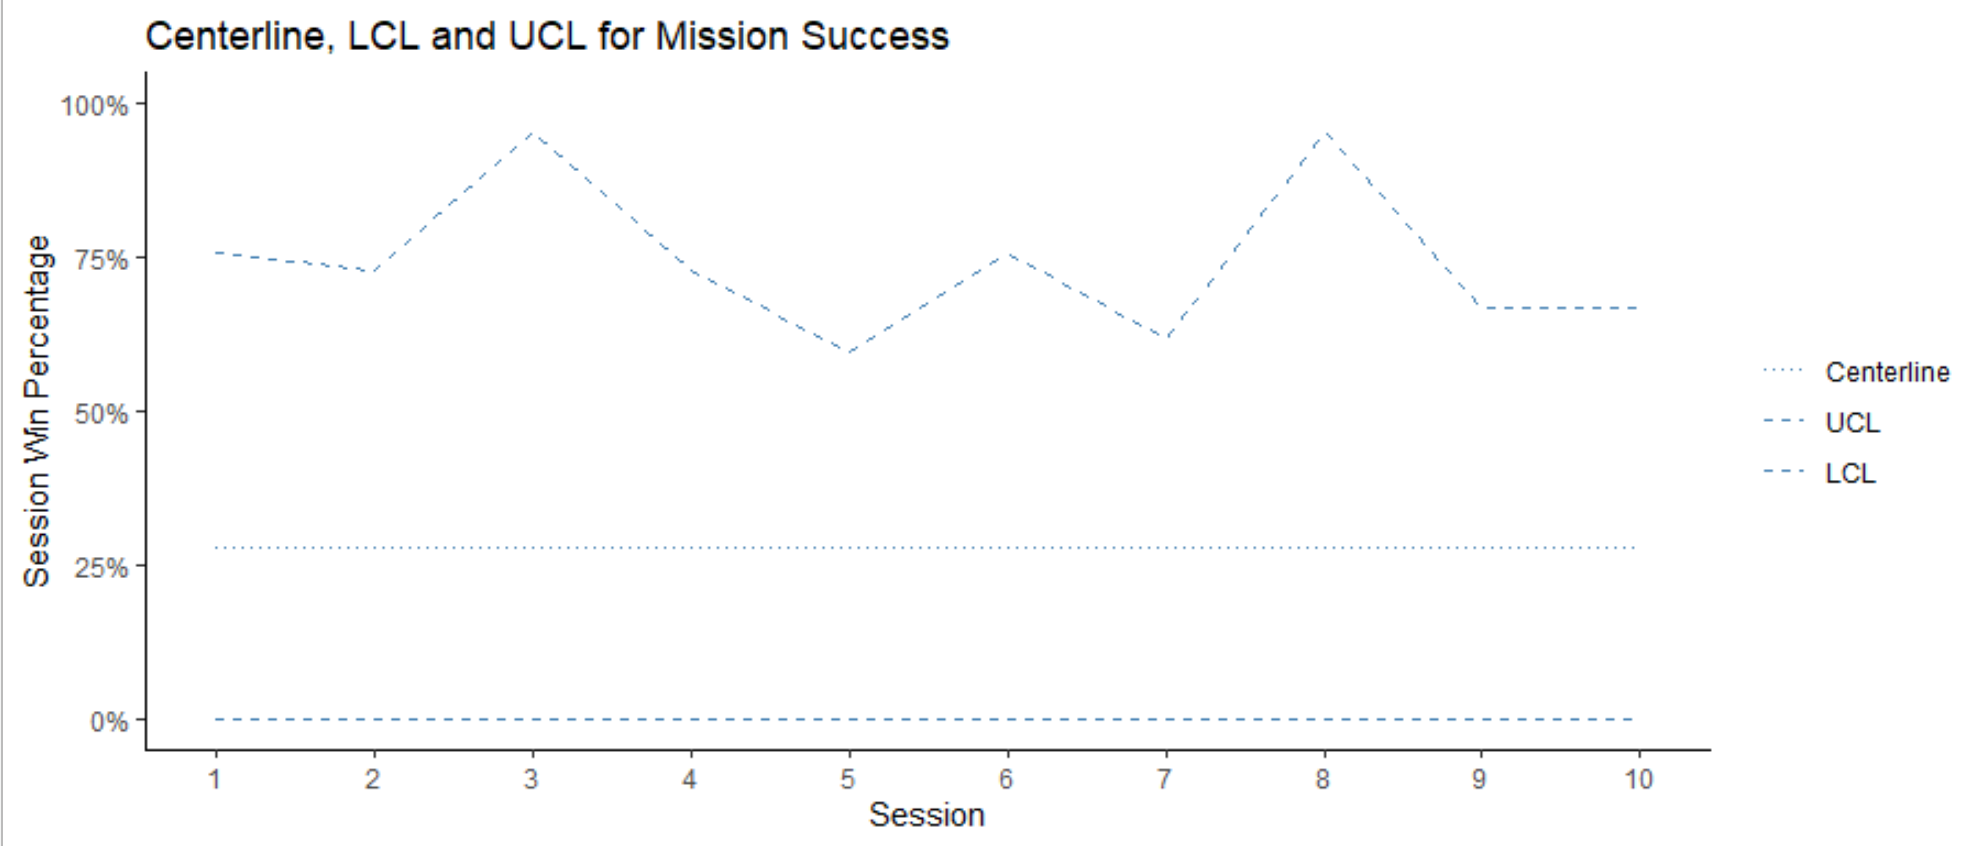 Centerline, LCL and UCL for Mission Success
Session Win Percentage
100%
75%
50%
25%
0%
1 2 3 4 5 6 7 8 9 10
Session
Centerline
UCL
LCL